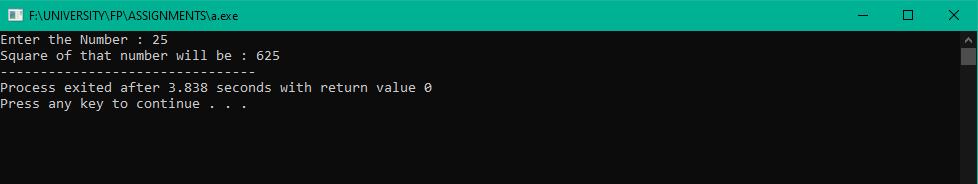 F:\UNIVERSITY\FP\ASSIGNMENTS\a.exe
Enter the Number : 25
Square of that number will be : 625
--------------------------------
Process exited after 3.838 seconds with return value 0
Press any key to continue . . .